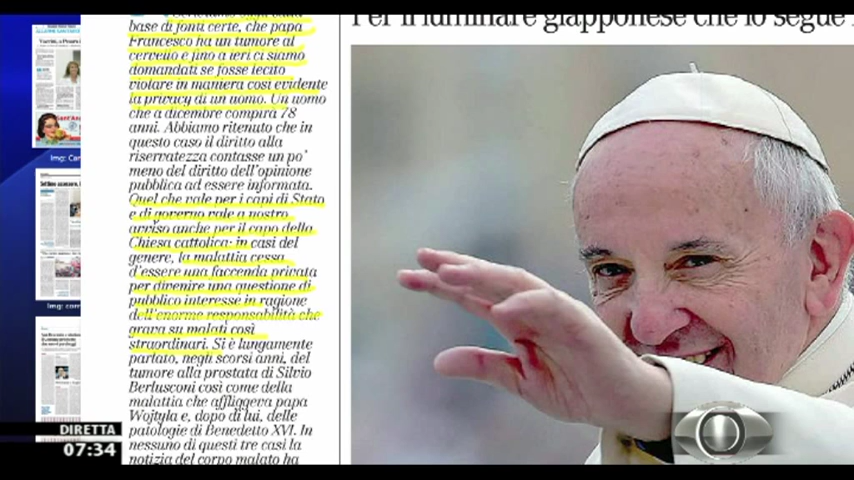 base di fonti certe, che papa
Francesco ha un tumore al
cervello e fino a ieri ci siamo
domandati se fosse lecito
violare in maniera così evidente
la privacy di un uomo. Un uomo
che a dicembre compirà 78
anni. Abbiamo ritenuto che in
questo caso il diritto alla
riservatezza contasse un po'
meno del diritto dell'opinione
pubblica ad essere informata.
Quel che vale per i capi di Stato
e di governo vale a nostro
avviso anche per il capo della
Chiesa cattolica: in casi del
genere, la malattia cessa
d'essere una faccenda privata
per divenire una questione di
pubblico interesse in ragione
dell'enorme responsabilità che
grava su malati così
straordinari. Si è lungamente
parlato, negli scorsi anni, del
tumore alla prostata di Silvio
Berlusconi così come della
malattia che affliggeva papa
Wojtyla e, dopo di lui, delle
patologie di Benedetto XVI. In
nessuno di questi tre casi la
notizia del corpo malato ha
Per il luminare giapponese che lo segue
Img: Cor
Img: corr
DIRETTA
07:34